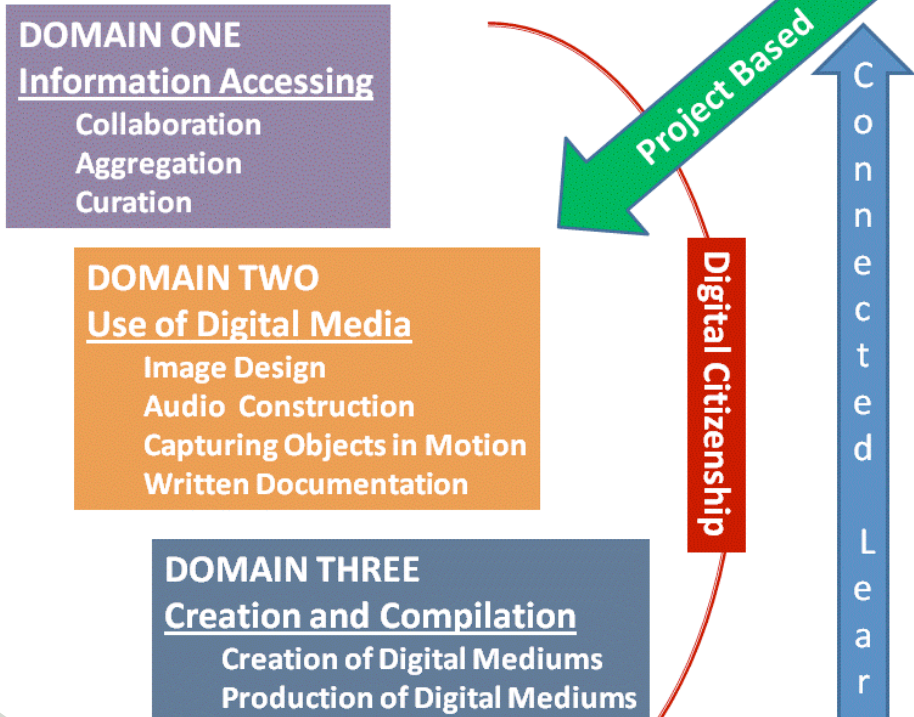 DOMAIN ONE
Information Accessing
Collaboration
Aggregation
Curation
Project Based
DOMAIN TWO
Use of Digital Media
Image Design
Audio Construction
Capturing Objects in Motion
Written Documentation
Digital Citizenship
DOMAIN THREE
Creation and Compilation
Creation of Digital Mediums
Production of Digital Mediums
Connected Lear